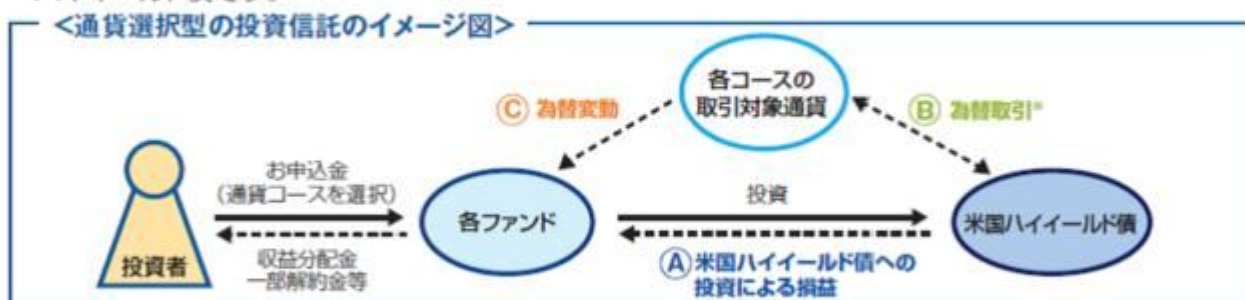 <通貨選択型の投資信託のイメージ図>
各コースの
取引対象通貨
Ⓒ 為替変動
Ⓑ 為替取引*
お申込金
(通貨コースを選択)
各ファンド
投資
米国ハイイールド債
投資者
収益分配金
一部解約金等
Ⓐ 米国ハイイールド債への
投資による損益